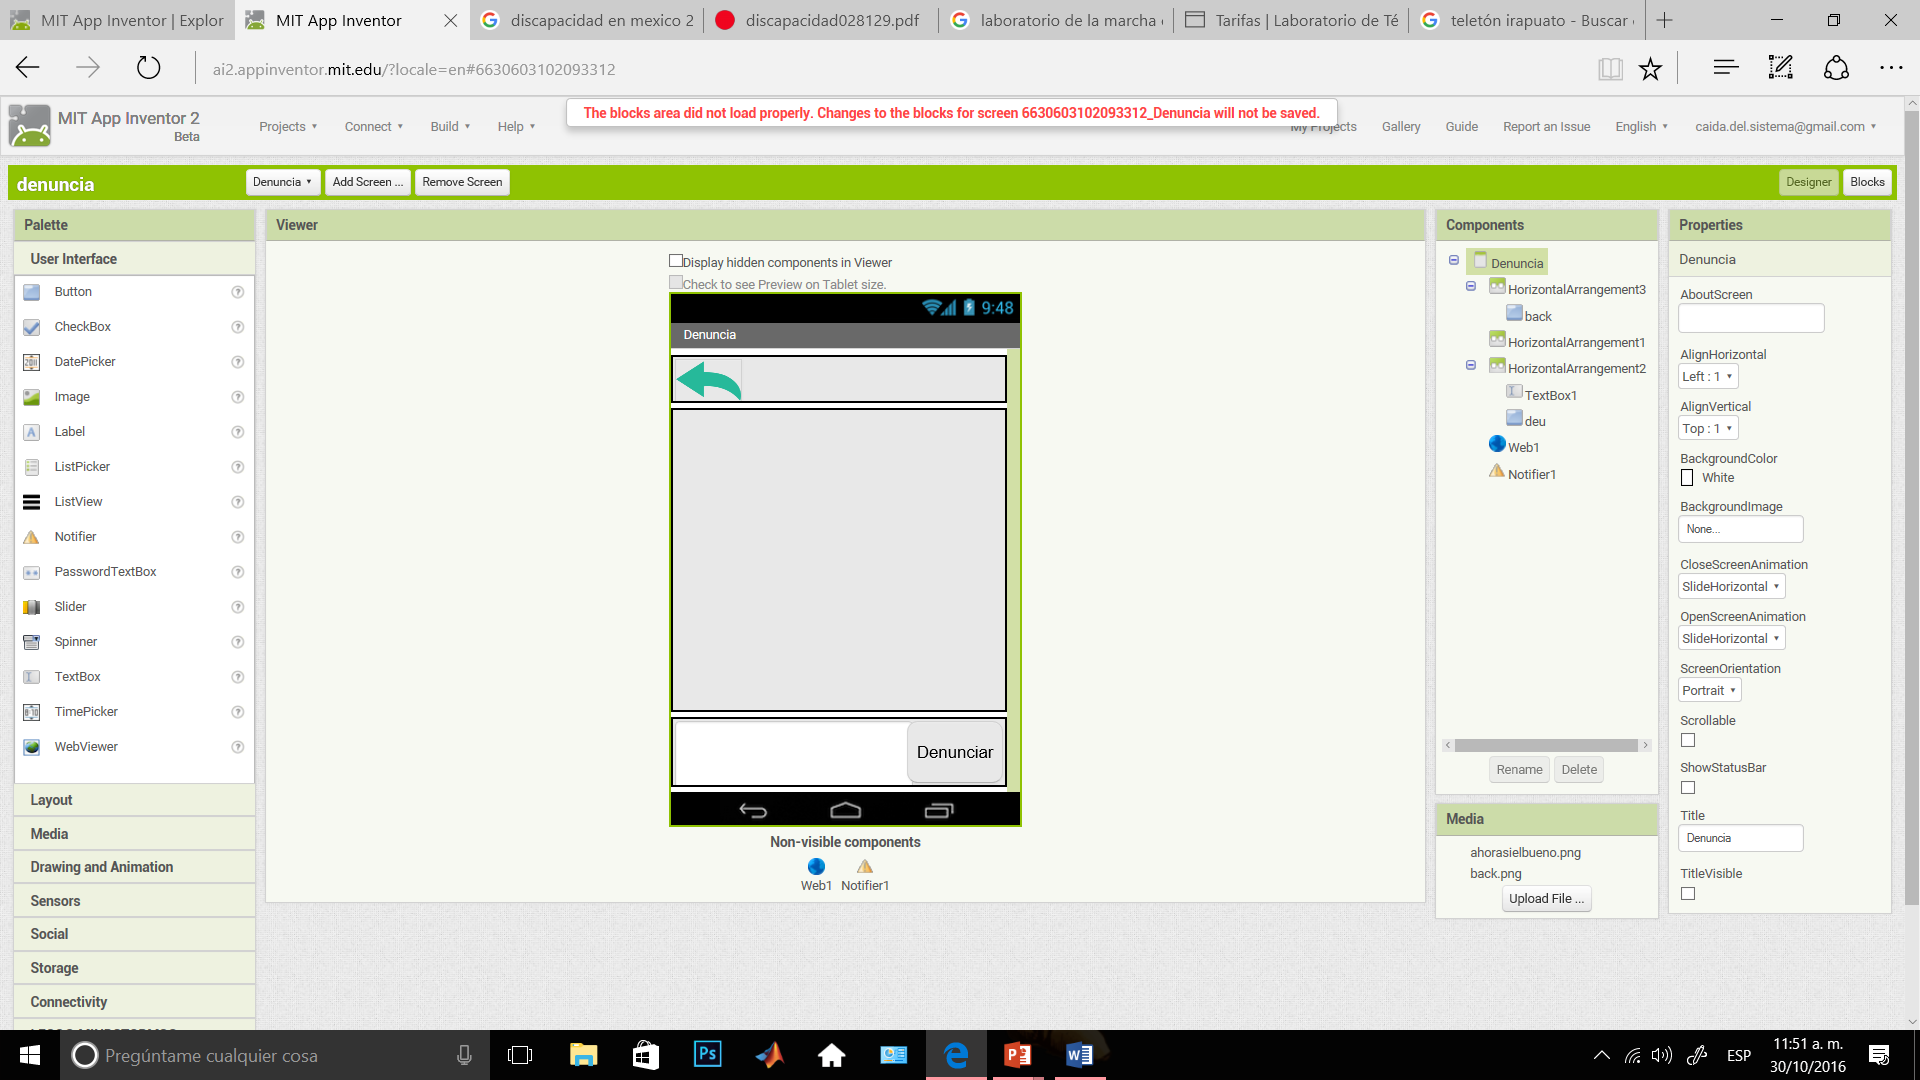 MIT App Inventor | Explor
MIT App Inventor
discapacidad en mexico 2
discapacidad028129.pdf
laboratorio de la marcha
Tarifas | Laboratorio de Té
teletón irapuato - Buscar
ai2.appinventor.mit.edu/?locale=en#6630603102093312
MIT App Inventor 2
Beta
Projects
Connect
Build
Help
The blocks area did not load properly. Changes to the blocks for screen 6630603102093312_Denuncia will not be saved.
My Projects
Gallery
Guide
Report an Issue
English
caida.del.sistema@gmail.com
denuncia
Denuncia
Add Screen ...
Remove Screen
Designer
Blocks
Palette
User Interface
Button
CheckBox
DatePicker
Image
Label
ListPicker
ListView
Notifier
PasswordTextBox
Slider
Spinner
TextBox
TimePicker
WebViewer
Layout
Media
Drawing and Animation
Sensors
Social
Storage
Connectivity
Viewer
Display hidden components in Viewer
Check to see Preview on Tablet size.
9:48
Denuncia
Denunciar
Non-visible components
Web1
Notifier1
Components
Denuncia
HorizontalArrangement3
back
HorizontalArrangement1
HorizontalArrangement2
TextBox1
deu
Web1
Notifier1
Rename
Delete
Media
ahorasielbueno.png
back.png
Upload File ...
Properties
Denuncia
AboutScreen
AlignHorizontal
Left : 1
AlignVertical
Top : 1
BackgroundColor
White
BackgroundImage
None...
CloseScreenAnimation
SlideHorizontal
OpenScreenAnimation
SlideHorizontal
ScreenOrientation
Portrait
Scrollable
ShowStatusBar
Title
Denuncia
TitleVisible
Pregúntame cualquier cosa
Ps
ESP
11:51 a. m.
30/10/2016